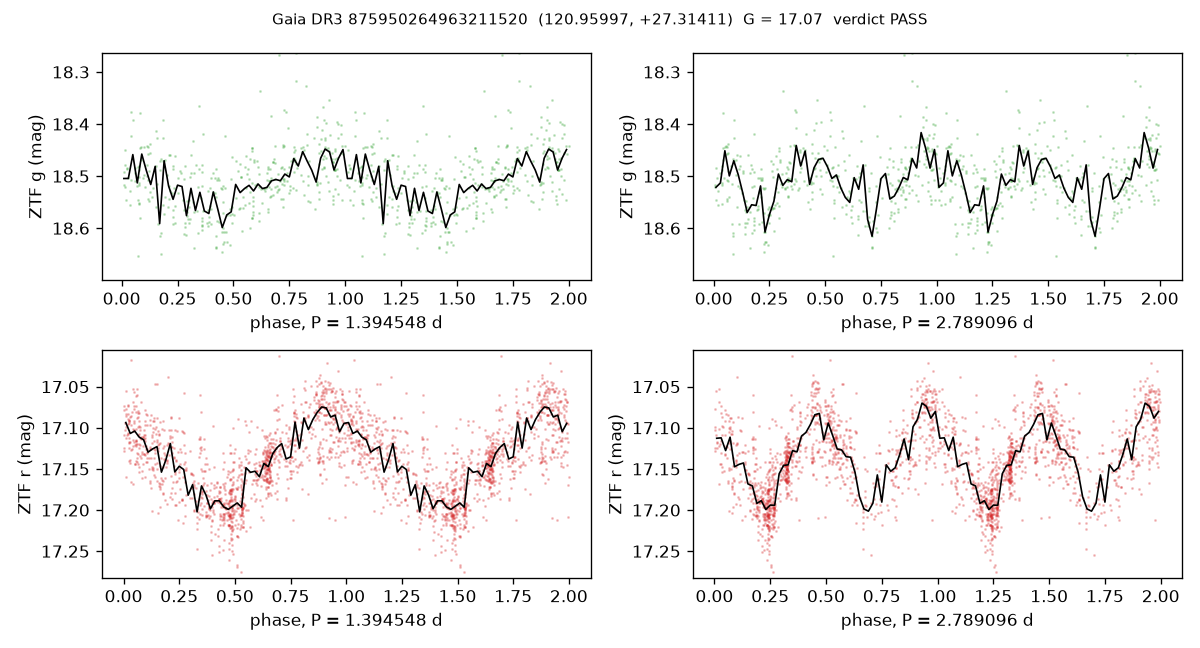 Gaia DR3 875950264963211520 (120.95997, +27.31411) G = 17.07 verdict PASS
ZTF g (mag)
18.3
18.4
18.5
18.6
0.00 0.25 0.50 0.75 1.00 1.25 1.50 1.75 2.00
phase, P = 1.394548 d
ZTF g (mag)
18.3
18.4
18.5
18.6
0.00 0.25 0.50 0.75 1.00 1.25 1.50 1.75 2.00
phase, P = 2.789096 d
ZTF r (mag)
17.05
17.10
17.15
17.20
17.25
0.00 0.25 0.50 0.75 1.00 1.25 1.50 1.75 2.00
phase, P = 1.394548 d
ZTF r (mag)
17.05
17.10
17.15
17.20
17.25
0.00 0.25 0.50 0.75 1.00 1.25 1.50 1.75 2.00
phase, P = 2.789096 d